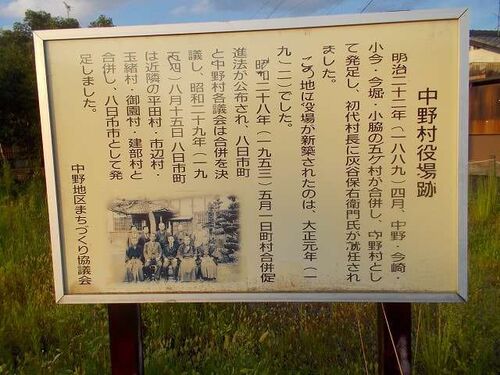 中野村役場跡
明治二十二年(一八八九)四月、中野・今崎・
小今・今堀・小脇の五ケ村が合併し、中野村とし
て発足し、初代村長に灰谷保右衛門氏が就任され
ました。
この地に役場が新築されたのは、大正元年(一
九一二)でした。
昭和二十八年(一九五三)五月一日町村合併促
進法が公布され、八日市町
と中野村各議会は合併を決
議し、昭和二十九年(一九
五四)八月十五日八日市町
は近隣の平田村・市辺村・
玉緒村・御園村・建部村と
合併し、八日市市として発
足しました。
中野地区まちづくり協議会